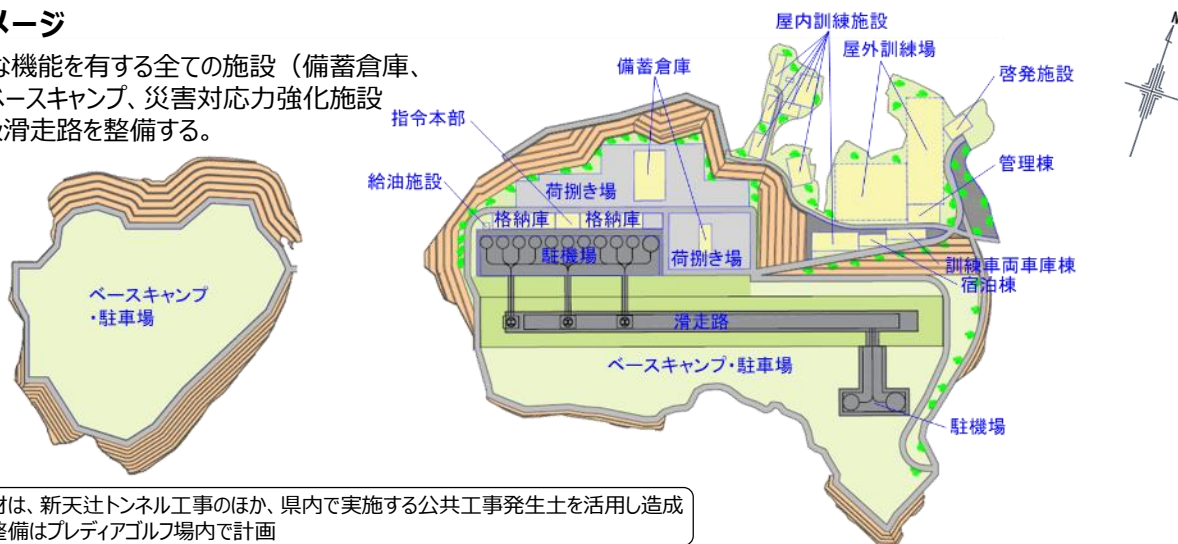 メージ
な機能を有する全ての施設（備蓄倉庫、
ベースキャンプ、災害対応力強化施設
滑走路を整備する。
屋内訓練施設
屋外訓練場
備蓄倉庫
啓発施設
指令本部
管理棟
給油施設
荷捌き場
格納庫
格納庫
駐機場
荷捌き場
訓練車両車庫棟
宿泊棟
ベースキャンプ
・駐車場
滑走路
ベースキャンプ・駐車場
駐機場
材は、新天辻トンネル工事のほか、県内で実施する公共工事発生土を活用し造成
整備はプレディアゴルフ場内で計画
N